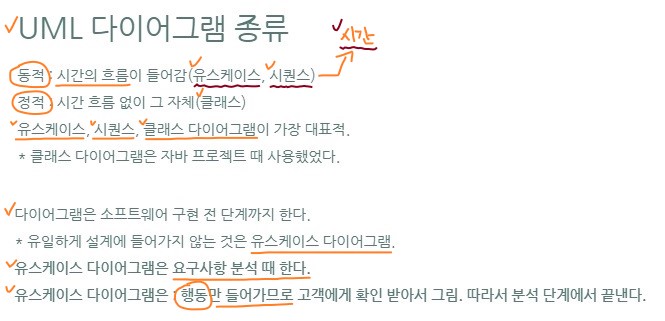 UML 다이어그램 종류
시간
동적 : 시간의 흐름이 들어감(유스케이스, 시퀀스)
정적 : 시간 흐름 없이 그 자체(클래스)
유스케이스, 시퀀스, 클래스 다이어그램이 가장 대표적.
* 클래스 다이어그램은 자바 프로젝트 때 사용했었다.
다이어그램은 소프트웨어 구현 전 단계까지 한다.
* 유일하게 설계에 들어가지 않는 것은 유스케이스 다이어그램.
유스케이스 다이어그램은 요구사항 분석 때 한다.
유스케이스 다이어그램은 행동만 들어가므로 고객에게 확인 받아서 그림. 따라서 분석 단계에서 끝낸다.